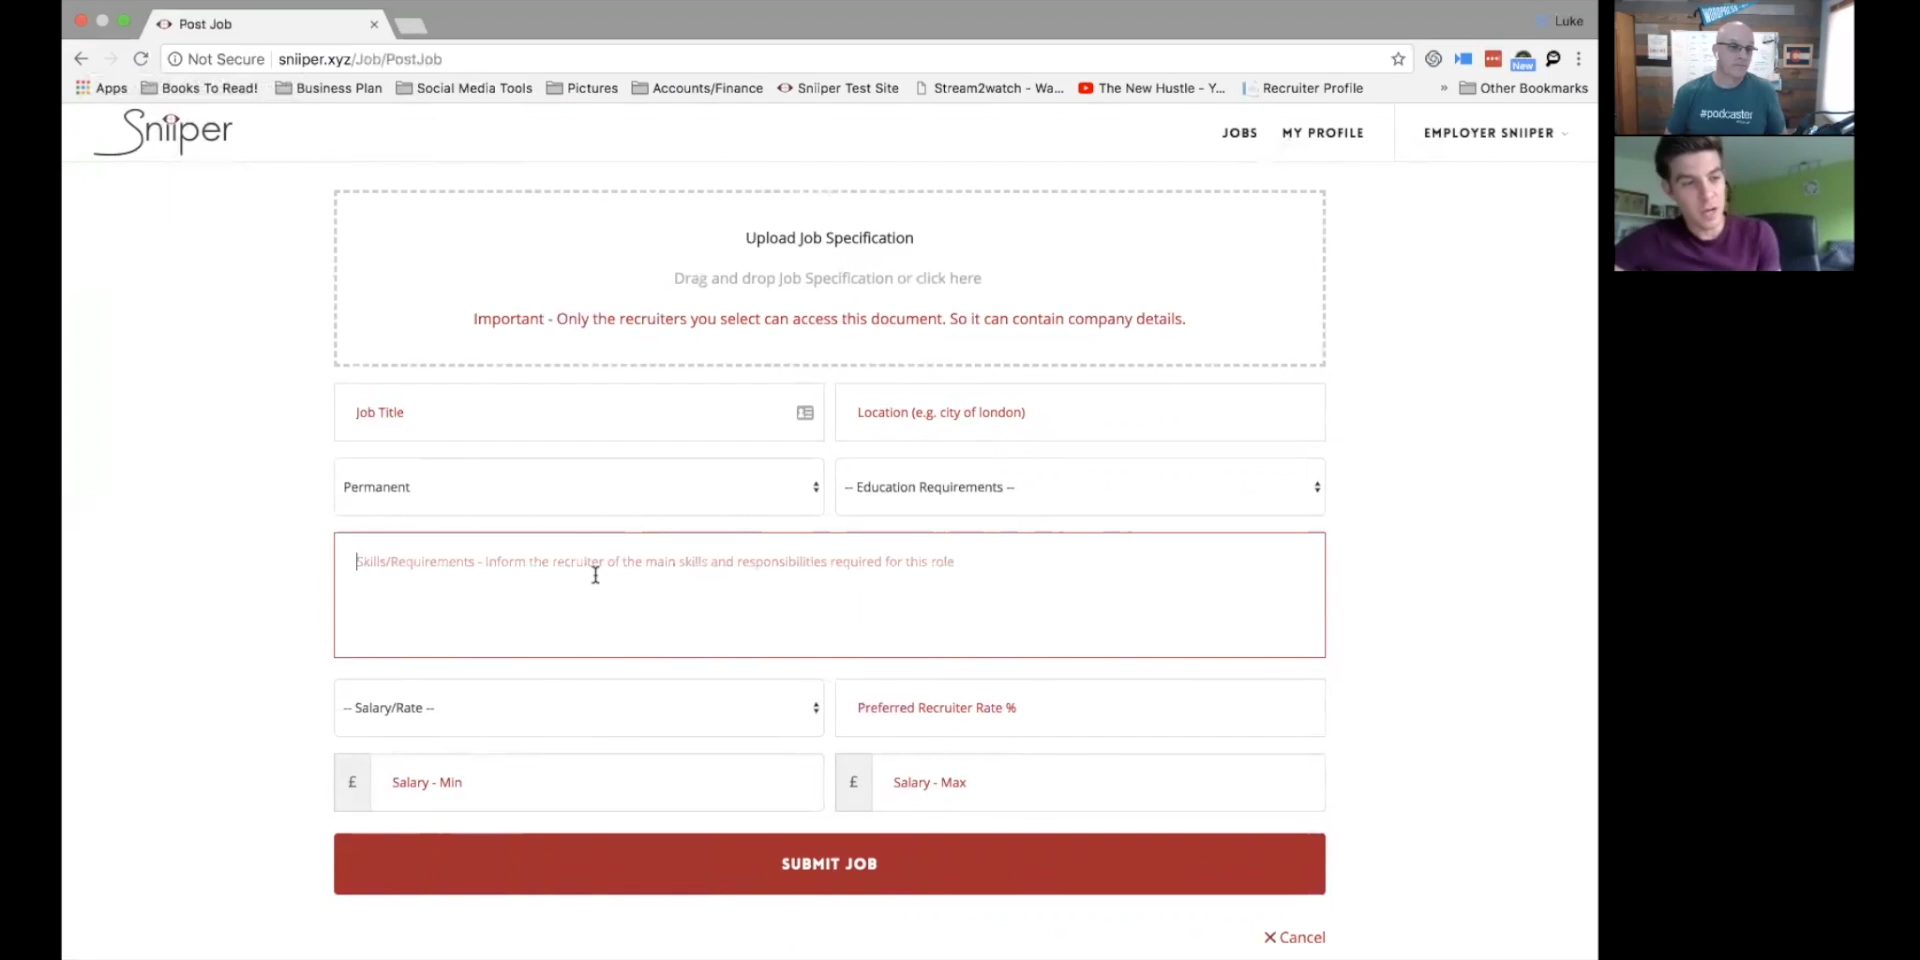 Post Job
Luke
Not Secure
sniiper.xyz/Job/PostJob
New
Apps
Books To Read!
Business Plan
Social Media Tools
Pictures
Accounts/Finance
Sniiper Test Site
Stream2watch - Wa...
The New Hustle - Y...
Recruiter Profile
» Other Bookmarks
Sniiper
JOBS
MY PROFILE
EMPLOYER SNIIPER
Upload Job Specification
Drag and drop Job Specification or click here
Important - Only the recruiters you select can access this document. So it can contain company details.
Job Title
Location (e.g. city of london)
Permanent
-- Education Requirements --
Skills/Requirements - Inform the recruiter of the main skills and responsibilities required for this role
-- Salary/Rate --
Preferred Recruiter Rate %
£ Salary - Min
£ Salary - Max
SUBMIT JOB
Cancel
WORDPRESS
#podcaster